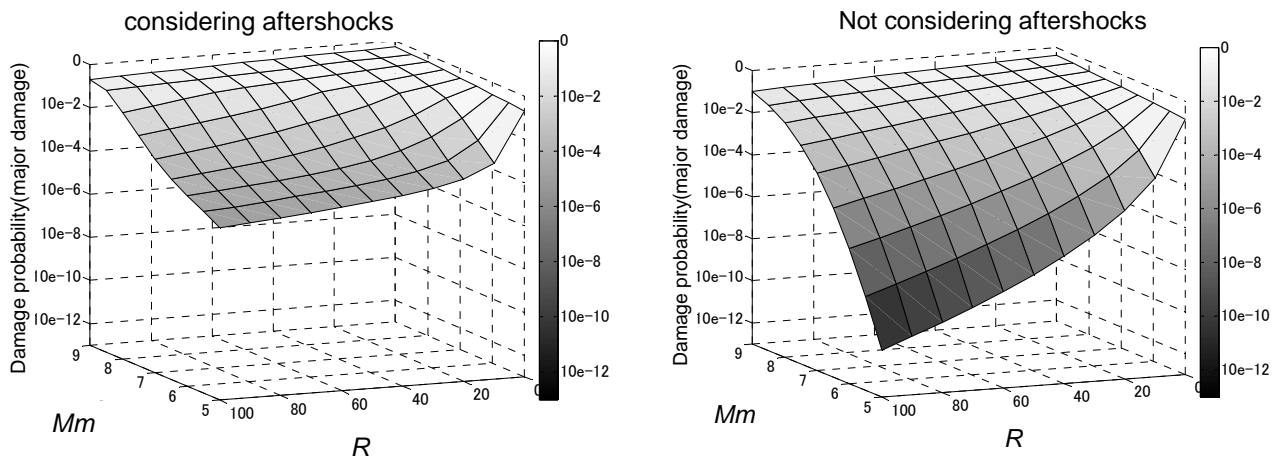 considering aftershocks
Damage probability(major damage)
0
10e-2
10e-4
10e-6
10e-8
10e-10
10e-12
9
8
7
6
5
100
80
60
40
20
0
Mm
R
0
10e-2
10e-4
10e-6
10e-8
10e-10
10e-12
Not considering aftershocks
Damage probability(major damage)
0
10e-2
10e-4
10e-6
10e-8
10e-10
10e-12
9
8
7
6
5
100
80
60
40
20
0
Mm
R
0
10e-2
10e-4
10e-6
10e-8
10e-10
10e-12